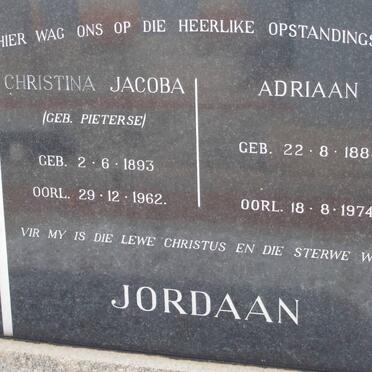 HIER WAG ONS OP DIE HEERLIKE OPSTANDINGS
CHRISTINA JACOBA
(GEB. PIETERSE)
GEB. 2·6·1893
OORL. 29·12·1962.
ADRIAAN
GEB. 22·8·188
OORL. 18·8·1974
VIR MY IS DIE LEWE CHRISTUS EN DIE STERWE W
JORDAAN